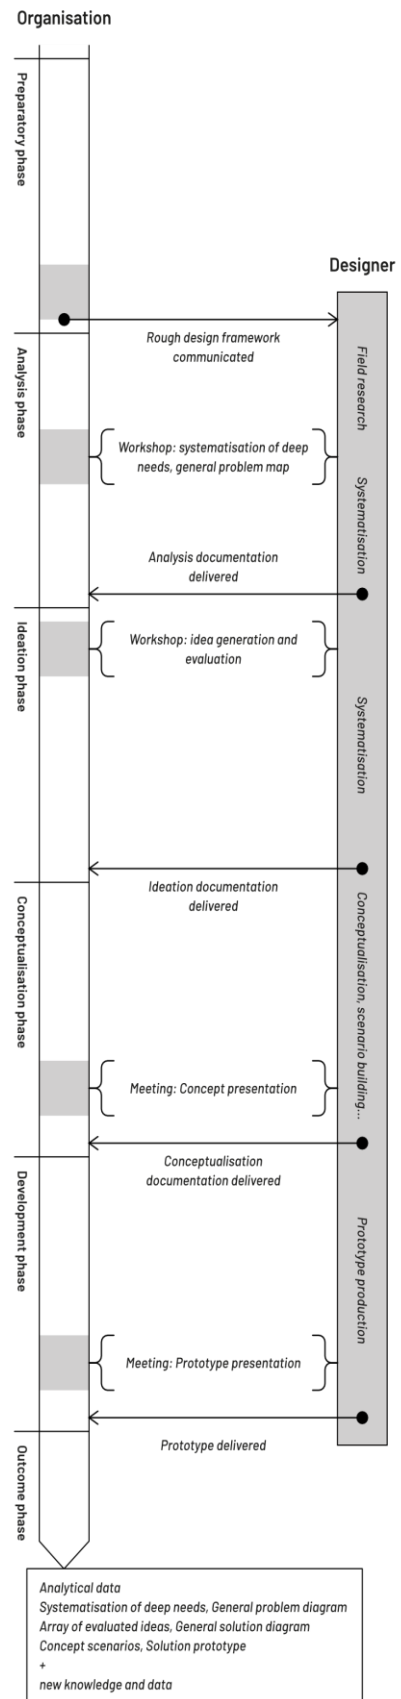 Organisation
Preparatory phase
Designer
Rough design framework
communicated
Field research
Analysis phase
Workshop: systematisation of deep
needs, general problem map
Systematisation
Analysis documentation
delivered
Ideation phase
Workshop: idea generation and
evaluation
Systematisation
Ideation documentation
delivered
Conceptualisation phase
Conceptualisation, scenario building...
Meeting: Concept presentation
Conceptualisation
documentation delivered
Development phase
Prototype production
Meeting: Prototype presentation
Prototype delivered
Outcome phase
Analytical data
Systematisation of deep needs, General problem diagram
Array of evaluated ideas, General solution diagram
Concept scenarios, Solution prototype
+
new knowledge and data